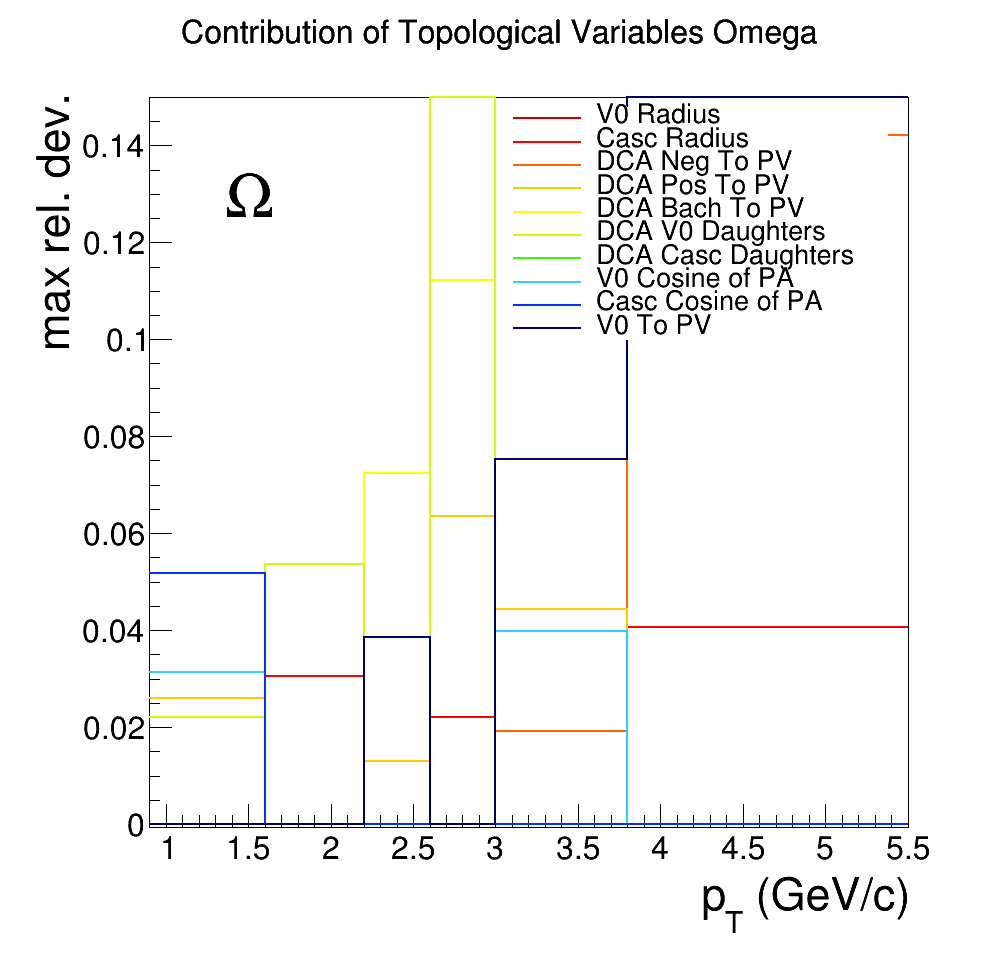 Contribution of Topological Variables Omega
max rel. dev.
Ω
V0 Radius
Casc Radius
DCA Neg To PV
DCA Pos To PV
DCA Bach To PV
DCA V0 Daughters
DCA Casc Daughters
V0 Cosine of PA
Casc Cosine of PA
V0 To PV
0.14
0.12
0.1
0.08
0.06
0.04
0.02
0
1 1.5 2 2.5 3 3.5 4 4.5 5 5.5
p_T (GeV/c)